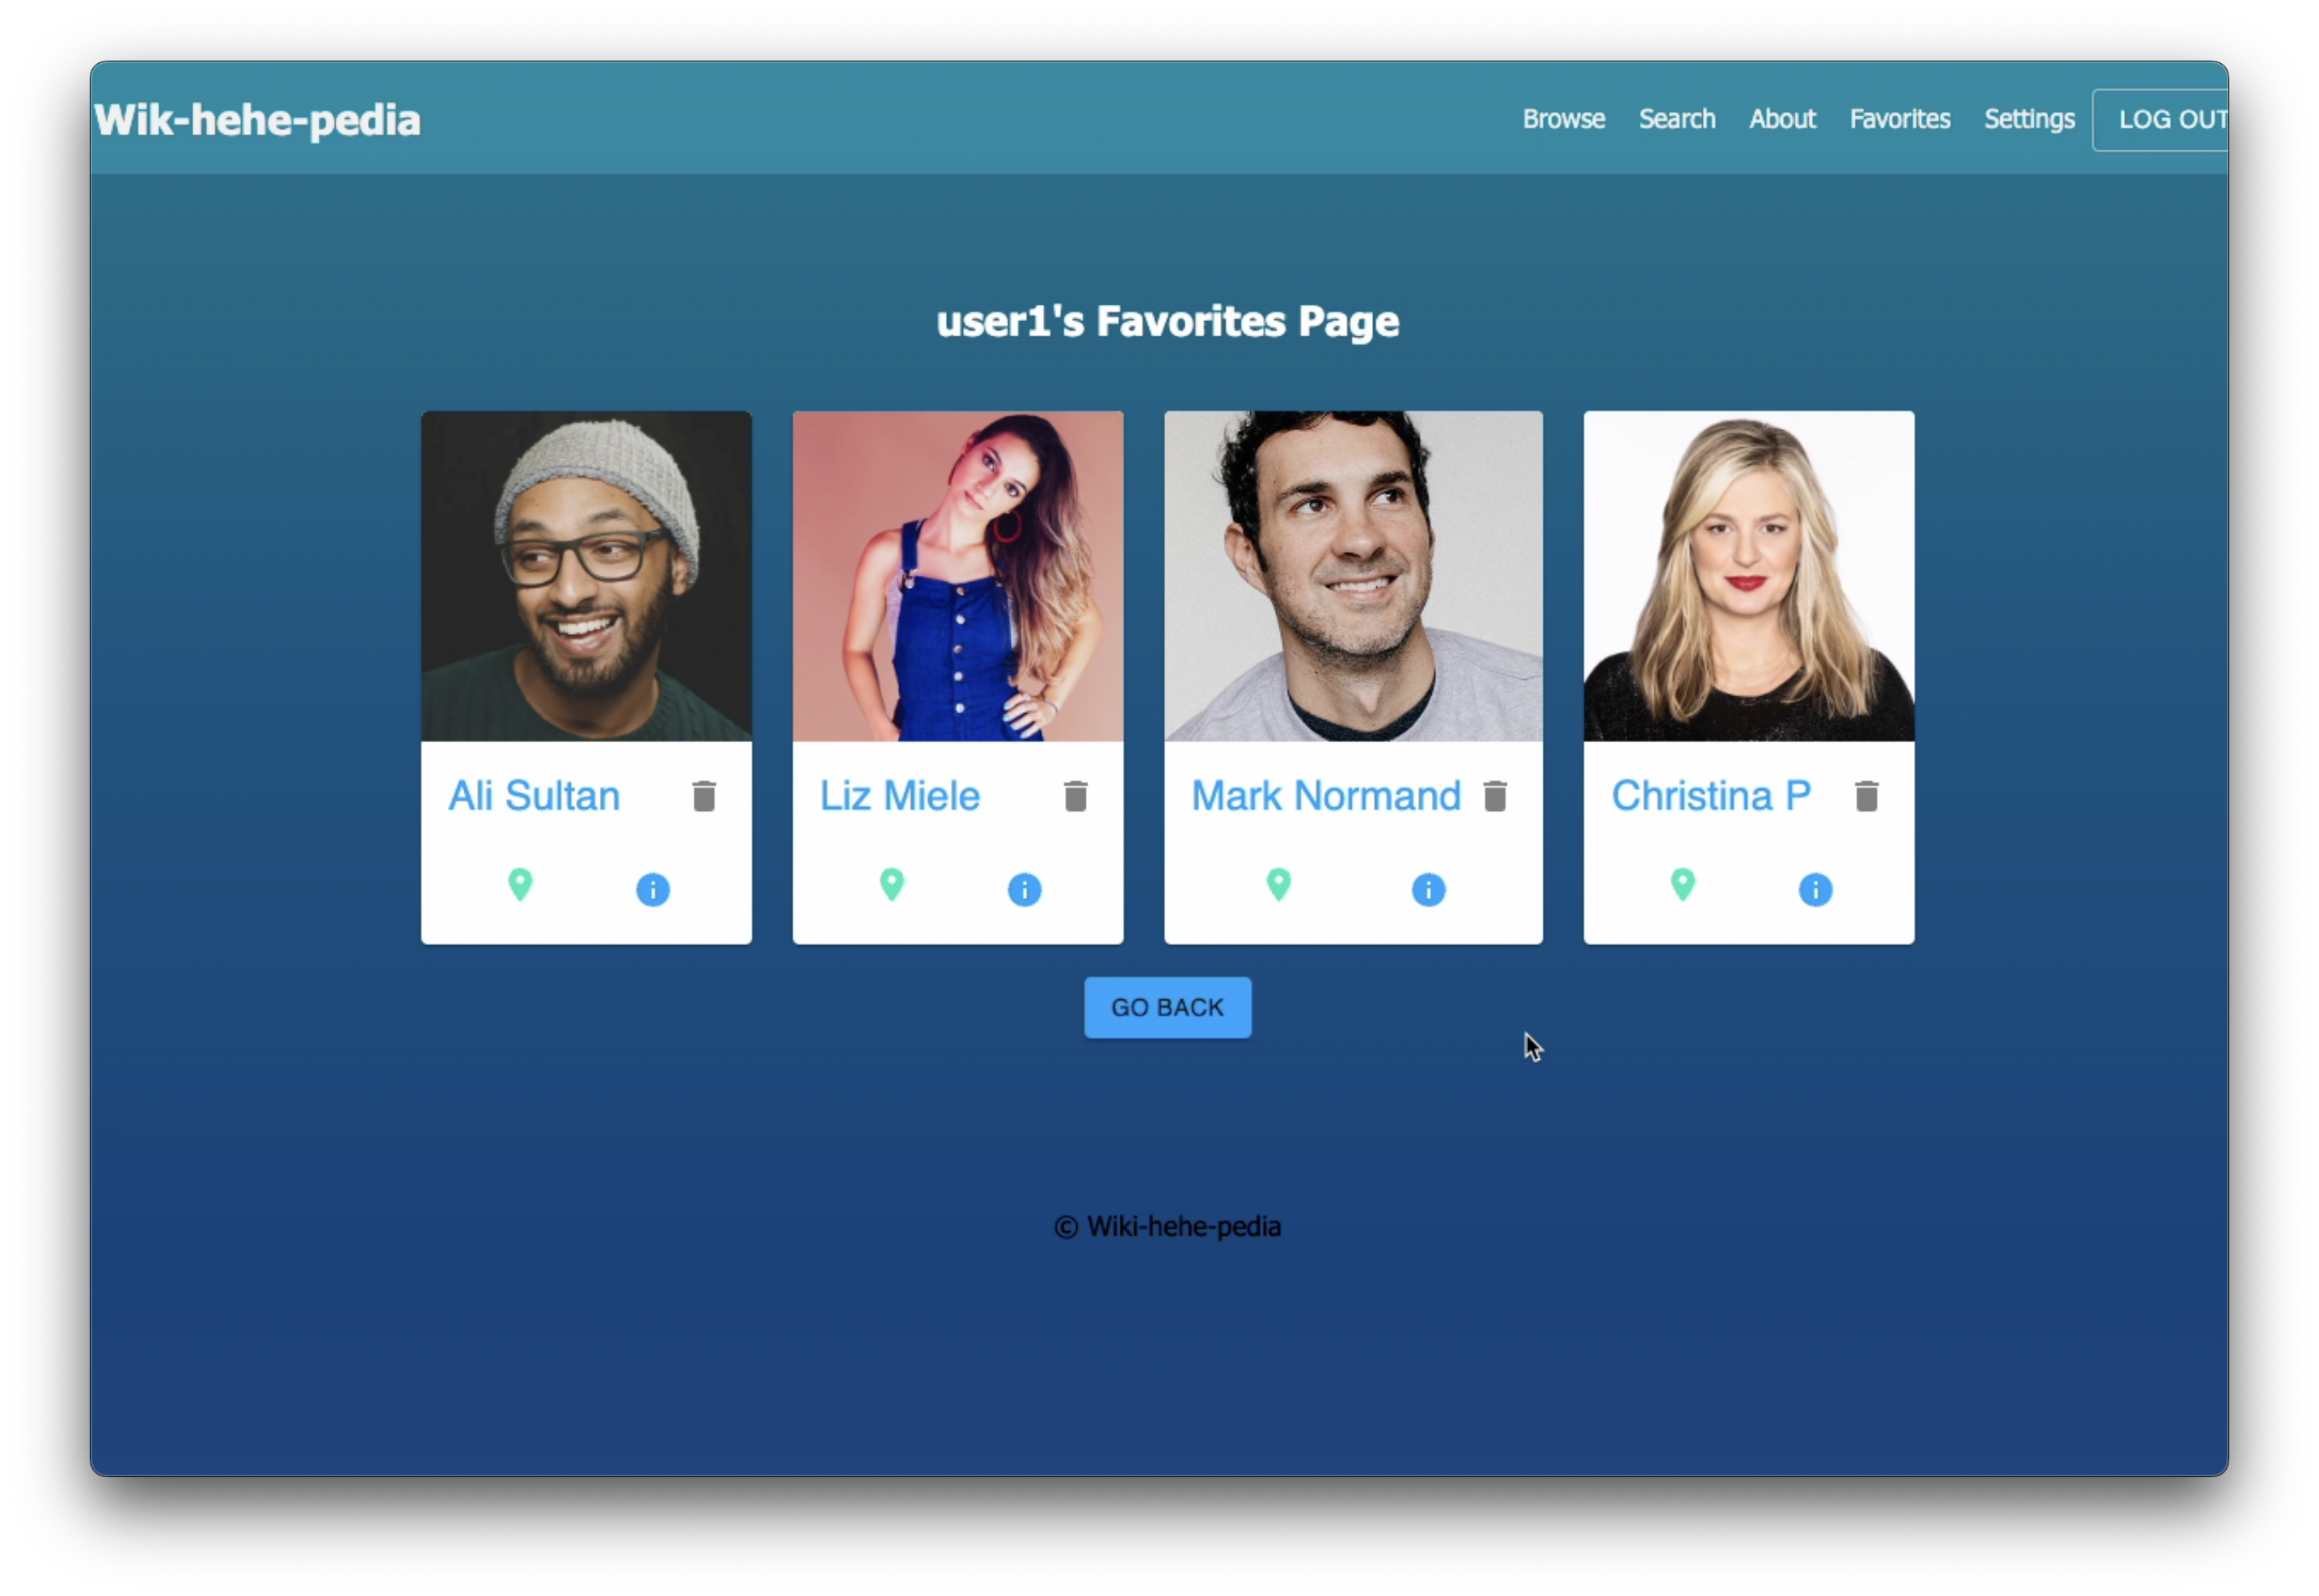 Wik-hehe-pedia
Browse Search About Favorites Settings LOG OUT
user1's Favorites Page
Ali Sultan
Liz Miele
Mark Normand
Christina P
GO BACK
© Wiki-hehe-pedia